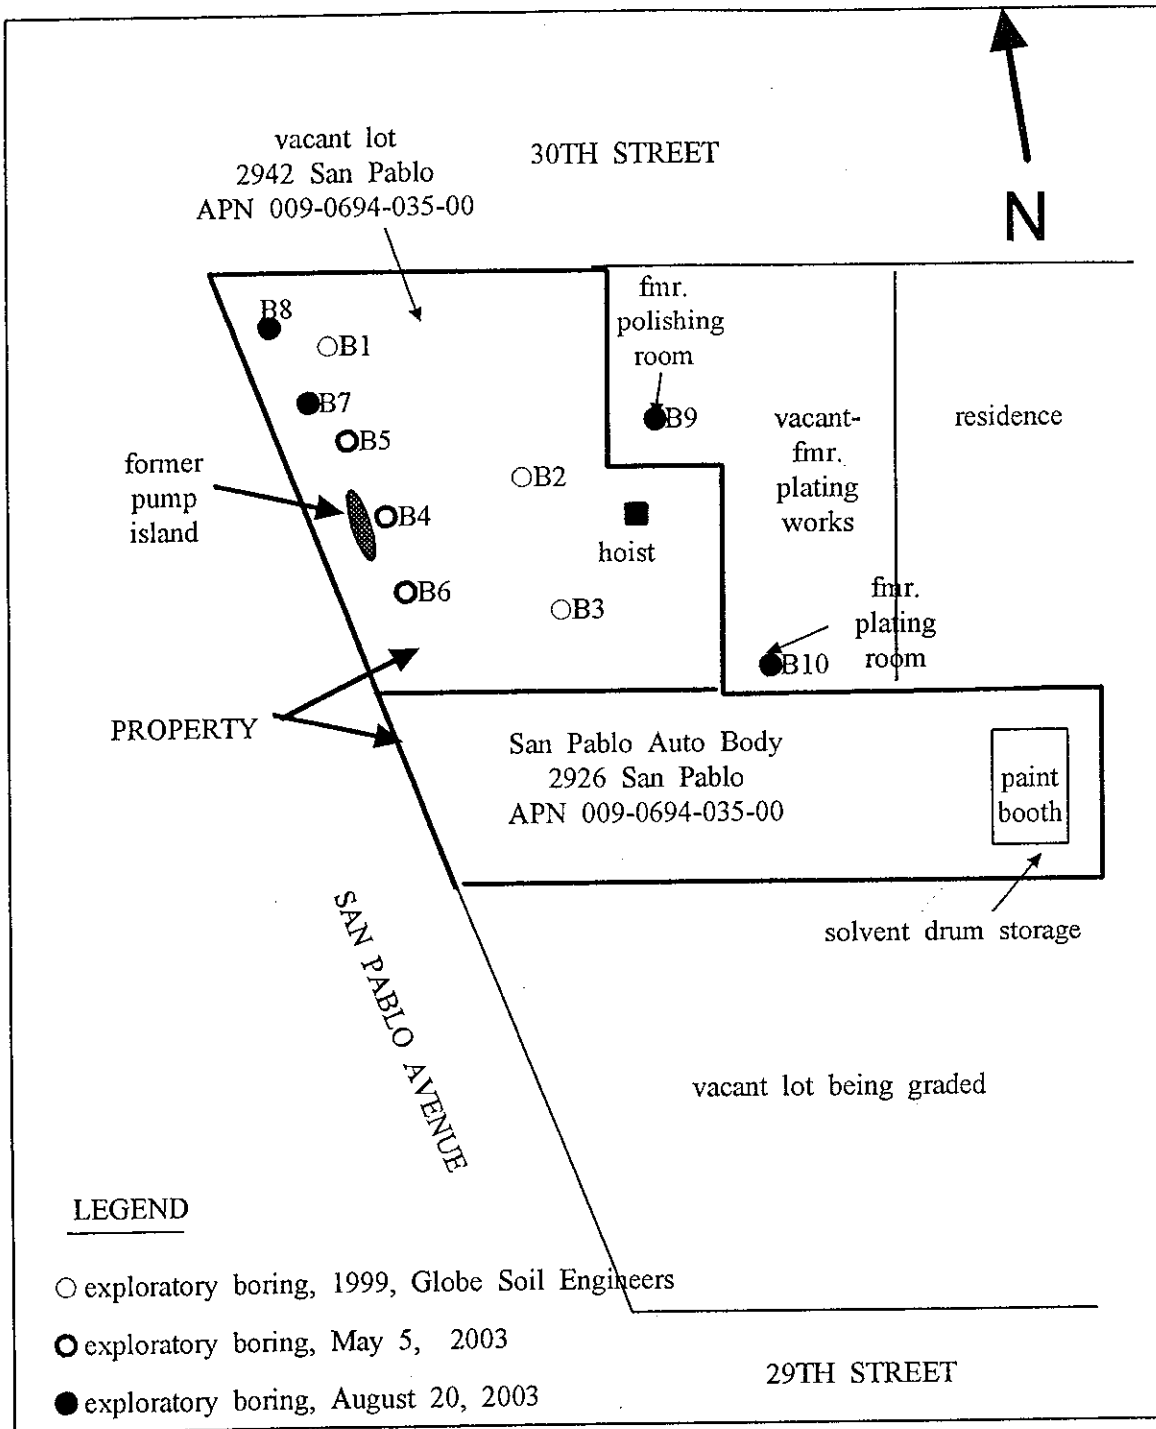 vacant lot
2942 San Pablo
APN 009-0694-035-00
30TH STREET
N
B8
B1
B7
B5
former
pump
island
B4
B6
B2
B3
hoist
fmr.
polishing
room
B9
vacant-
fmr.
plating
works
residence
fmr.
plating
room
B10
PROPERTY
San Pablo Auto Body
2926 San Pablo
APN 009-0694-035-00
paint
booth
solvent drum storage
SAN PABLO AVENUE
vacant lot being graded
LEGEND
exploratory boring, 1999, Globe Soil Engineers
exploratory boring, May 5, 2003
exploratory boring, August 20, 2003
29TH STREET